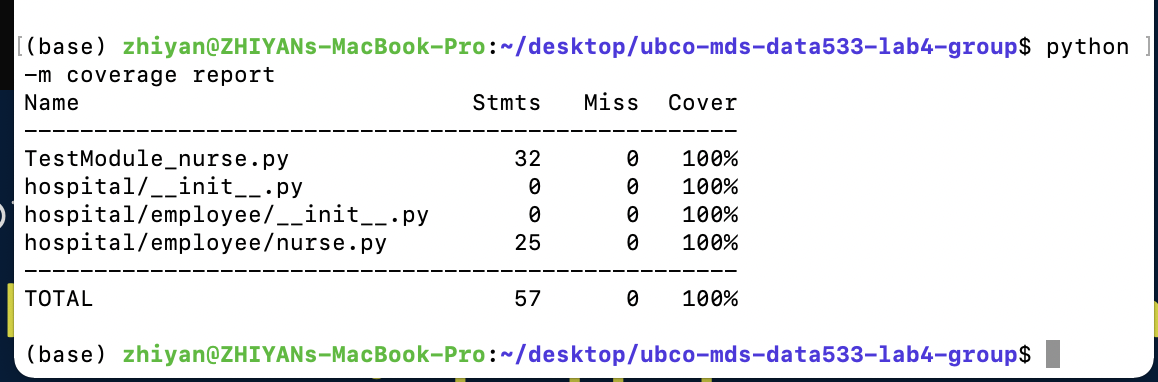 [(base) zhiyan@ZHIYANs-MacBook-Pro:~/desktop/ubco-mds-data533-lab4-group$ python ]
-m coverage report
Name                            Stmts   Miss  Cover
---------------------------------------------------
TestModule_nurse.py                32      0   100%
hospital/__init__.py                0      0   100%
hospital/employee/__init__.py       0      0   100%
hospital/employee/nurse.py         25      0   100%
---------------------------------------------------
TOTAL                              57      0   100%
(base) zhiyan@ZHIYANs-MacBook-Pro:~/desktop/ubco-mds-data533-lab4-group$